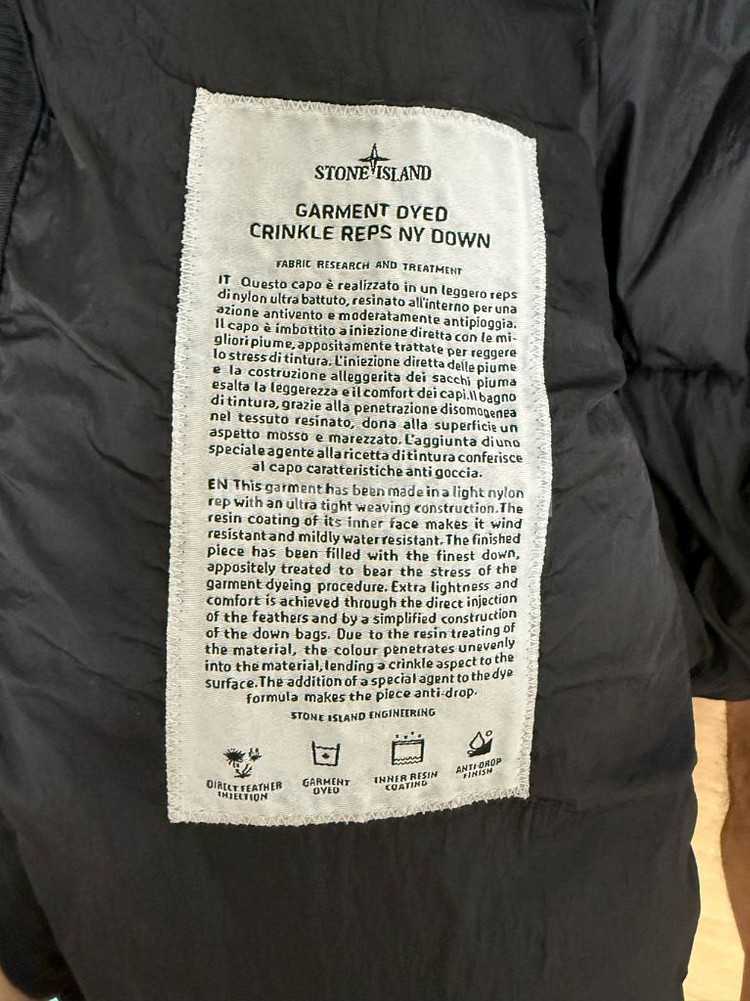 STONE ISLAND
GARMENT DYED
CRINKLE REPS NY DOWN
FABRIC RESEARCH AND TREATMENT
IT Questo capo è realizzato in un leggero reps
di nylon ultra battuto, resinato all'interno per una
azione antivento e moderatamente antipioggia.
Il capo è imbottito a iniezione diretta con le mi-
gliori piume, appositamente trattate per reggere
lo stress di tintura. L'iniezione diretta delle piume
e la costruzione alleggerita dei sacchi piuma
esalta la leggerezza e il comfort dei capi. Il bagno
di tintura, grazie alla penetrazione disomogenea
nel tessuto resinato, dona alla superficie un
aspetto mosso e marezzato. L'aggiunta di uno
speciale agente alla ricetta di tintura conferisce
al capo caratteristiche anti goccia.
EN This garment has been made in a light nylon
rep with an ultra tight weaving construction. The
resin coating of its inner face makes it wind
resistant and mildly water resistant. The finished
piece has been filled with the finest down,
appositely treated to bear the stress of the
garment dyeing procedure. Extra lightness and
comfort is achieved through the direct injection
of the feathers and by a simplified construction
of the down bags. Due to the resin treating of
the material, the colour penetrates unevenly
into the material, lending a crinkle aspect to the
surface. The addition of a special agent to the dye
formula makes the piece anti-drop.
STONE ISLAND ENGINEERING
DIRECT FEATHER
INJECTION
GARMENT
DYED
INNER RESIN
COATING
ANTI-DROP
FINISH